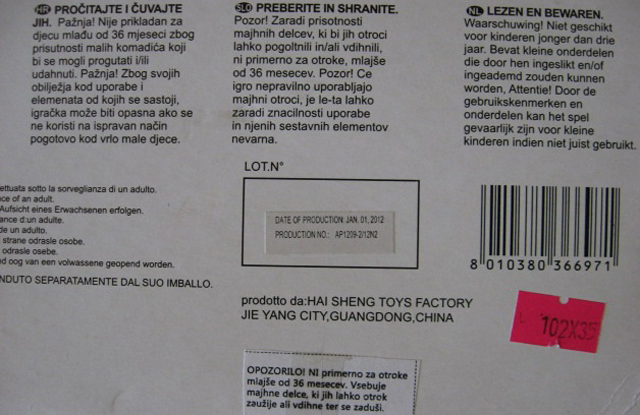 HR PROČITAJTE I ČUVAJTE
JIH. Pažnja! Nije prikladan za
djecu mlađu od 36 mjeseci zbog
prisutnosti malih komadića koji
bi se mogli progutati i/ili
udahnuti. Pažnja! Zbog svojih
obilježja kod uporabe i
elemenata od kojih se sastoji,
igračka može biti opasna ako se
ne koristi na ispravan način
pogotovo kod vrlo male djece.
SLO PREBERITE IN SHRANITE.
Pozor! Zaradi prisotnosti
majhnih delcev, ki bi jih otroci
lahko pogoltnili in/ali vdihnili,
ni primerno za otroke, mlajše
od 36 mesecev. Pozor! Ce
igro nepravilno uporabljajo
majhni otroci, je le-ta lahko
zaradi znacilnosti uporabe
in njenih sestavnih elementov
nevarna.
NL LEZEN EN BEWAREN.
Waarschuwing! Niet geschikt
voor kinderen jonger dan drie
jaar. Bevat kleine onderdelen
die door hen ingeslikt en/of
ingeademd zouden kunnen
worden, Attentie! Door de
gebruikskenmerken en
onderdelen kan het spel
gevaarlijk zijn voor kleine
kinderen indien niet juist gebruikt.
ettuata sotto la sorveglianza di un adulto.
ce of an adult.
Aufsicht eines Erwachsenen erfolgen.
ance d:un adulte.
de un adulto.
strane odrasle osobe.
odrasle osobe.
d oog van een volwassene geopend worden.
NDUTO SEPARATAMENTE DAL SUO IMBALLO.
LOT.N°
DATE OF PRODUCTION: JAN. 01, 2012
PRODUCTION NO.: AP1209-2/12N2
8 010380 366971
prodotto da:HAI SHENG TOYS FACTORY
JIE YANG CITY,GUANGDONG,CHINA
102X35
OPOZORILO! NI primerno za otroke
mlajše od 36 mesecev. Vsebuje
majhne delce, ki jih lahko otrok
zaužije ali vdihne ter se zaduši.